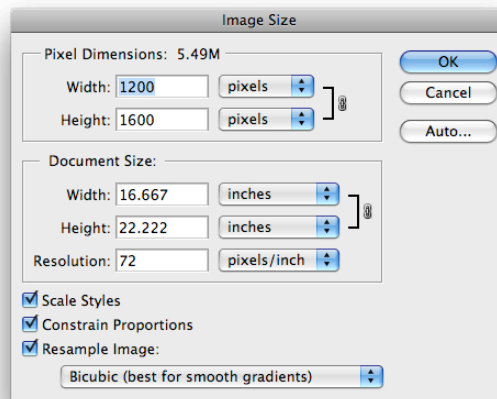 Image Size
Pixel Dimensions: 5.49M
OK
Width: 1200 pixels
Cancel
Height: 1600 pixels
Auto...
Document Size:
Width: 16.667 inches
Height: 22.222 inches
Resolution: 72 pixels/inch
Scale Styles
Constrain Proportions
Resample Image:
Bicubic (best for smooth gradients)